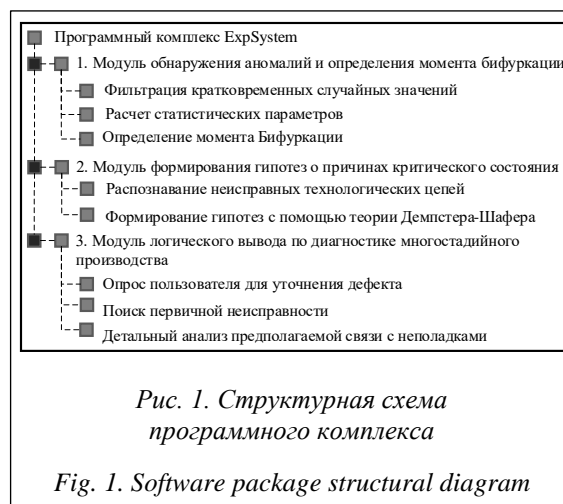 Программный комплекс ExpSystem
1. Модуль обнаружения аномалий и определения момента бифуркации
Фильтрация кратковременных случайных значений
Расчет статистических параметров
Определение момента Бифуркации
2. Модуль формирования гипотез о причинах критического состояния
Распознавание неисправных технологических цепей
Формирование гипотез с помощью теории Демпстера-Шафера
3. Модуль логического вывода по диагностике многостадийного
производства
Опрос пользователя для уточнения дефекта
Поиск первичной неисправности
Детальный анализ предполагаемой связи с неполадками
Рис. 1. Структурная схема
программного комплекса
Fig. 1. Software package structural diagram